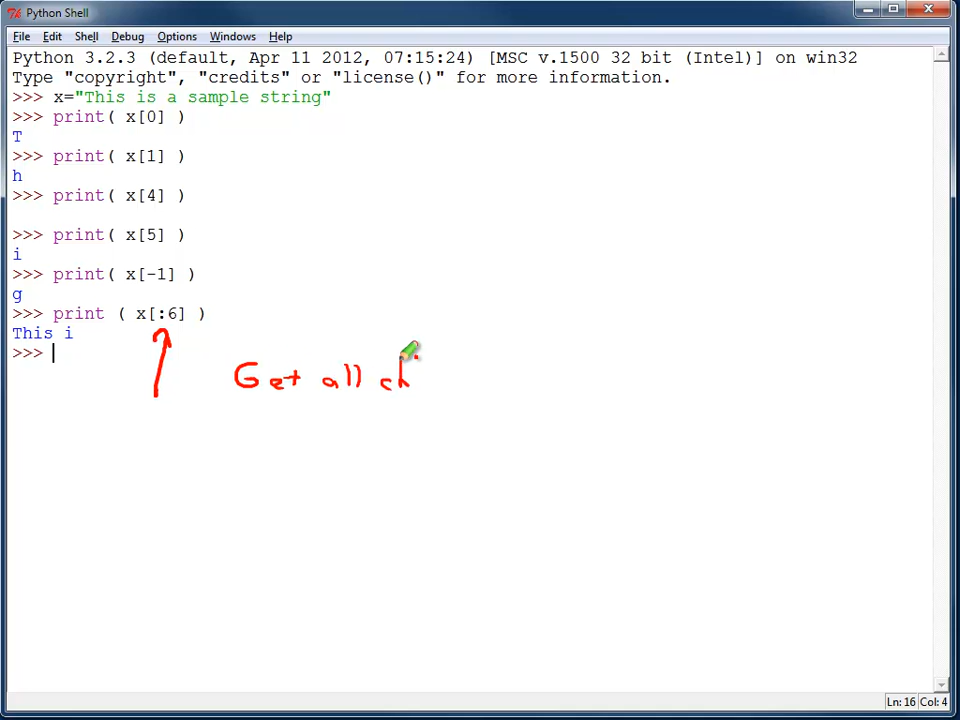 Python Shell
File Edit Shell Debug Options Windows Help
Python 3.2.3 (default, Apr 11 2012, 07:15:24) [MSC v.1500 32 bit (Intel)] on win32
Type "copyright", "credits" or "license()" for more information.
>>> x="This is a sample string"
>>> print( x[0] )
T
>>> print( x[1] )
h
>>> print( x[4] )
>>> print( x[5] )
i
>>> print( x[-1] )
g
>>> print ( x[:6] )
This i
>>>
Get all ch
Ln: 16 Col: 4